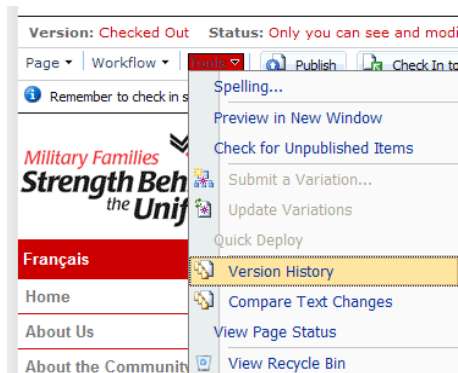 Version: Checked Out Status: Only you can see and modi
Page Workflow Tools Publish Check In to
Remember to check in s
Spelling...
Preview in New Window
Check for Unpublished Items
Military Families
Strength Beh
the Unif
Submit a Variation...
Update Variations
Quick Deploy
Français
Version History
Home
Compare Text Changes
About Us
View Page Status
About the Community
View Recycle Bin